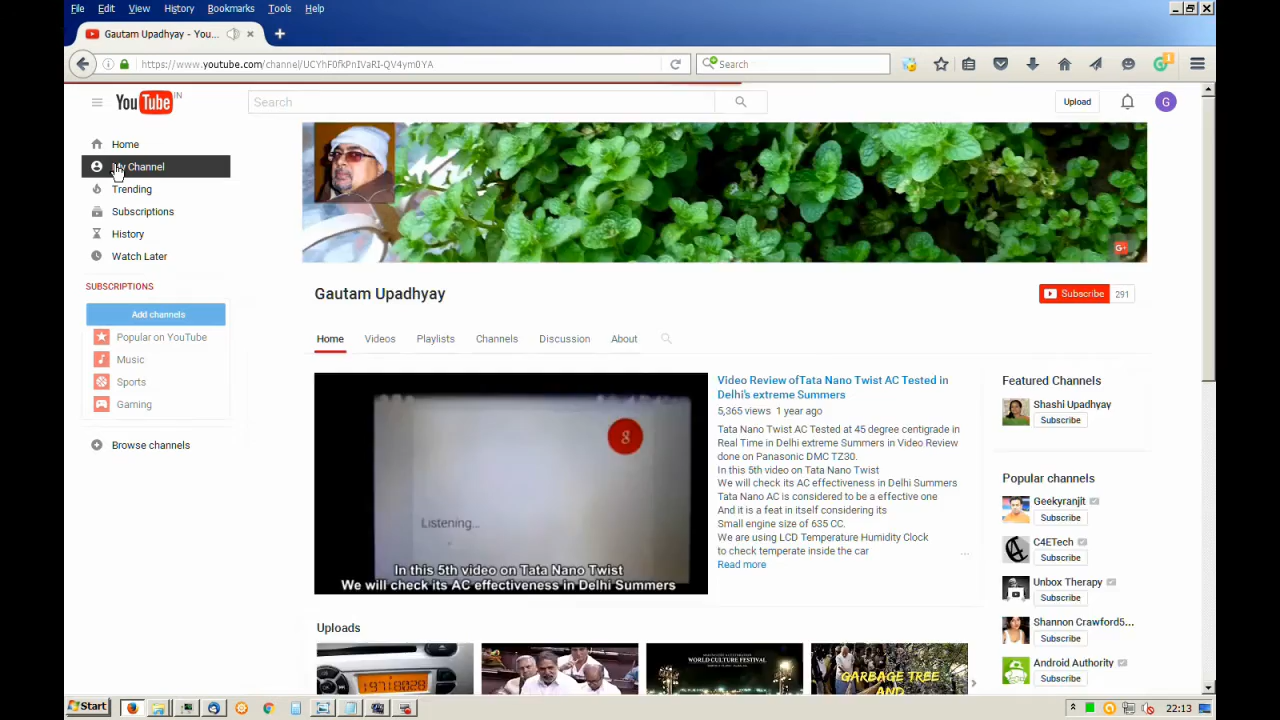 File Edit View History Bookmarks Tools Help
Gautam Upadhyay - You...
https://www.youtube.com/channel/UCYhF0fkPnIVaRI-QV4ym0YA
Search
YouTube IN
Search
Upload
G
Home
My Channel
Trending
Subscriptions
History
Watch Later
SUBSCRIPTIONS
Add channels
Popular on YouTube
Music
Sports
Gaming
Browse channels
G+
Gautam Upadhyay
Subscribe 291
Home Videos Playlists Channels Discussion About
8
Listening...
In this 5th video on Tata Nano Twist
We will check its AC effectiveness in Delhi Summers
Video Review ofTata Nano Twist AC Tested in
Delhi's extreme Summers
5,365 views 1 year ago
Tata Nano Twist AC Tested at 45 degree centigrade in
Real Time in Delhi extreme Summers in Video Review
done on Panasonic DMC TZ30.
In this 5th video on Tata Nano Twist
We will check its AC effectiveness in Delhi Summers
Tata Nano AC is considered to be a effective one
And it is a feat in itself considering its
Small engine size of 635 CC.
We are using LCD Temperature Humidity Clock
to check temperate inside the car
...
Read more
Featured Channels
Shashi Upadhyay
Subscribe
Popular channels
Geekyranjit
Subscribe
C4ETech
Subscribe
Unbox Therapy
Subscribe
Shannon Crawford5...
Subscribe
Android Authority
Subscribe
Uploads
WORLD CULTURE FESTIVAL
GARBAGE TREE
AND
Start
22:13